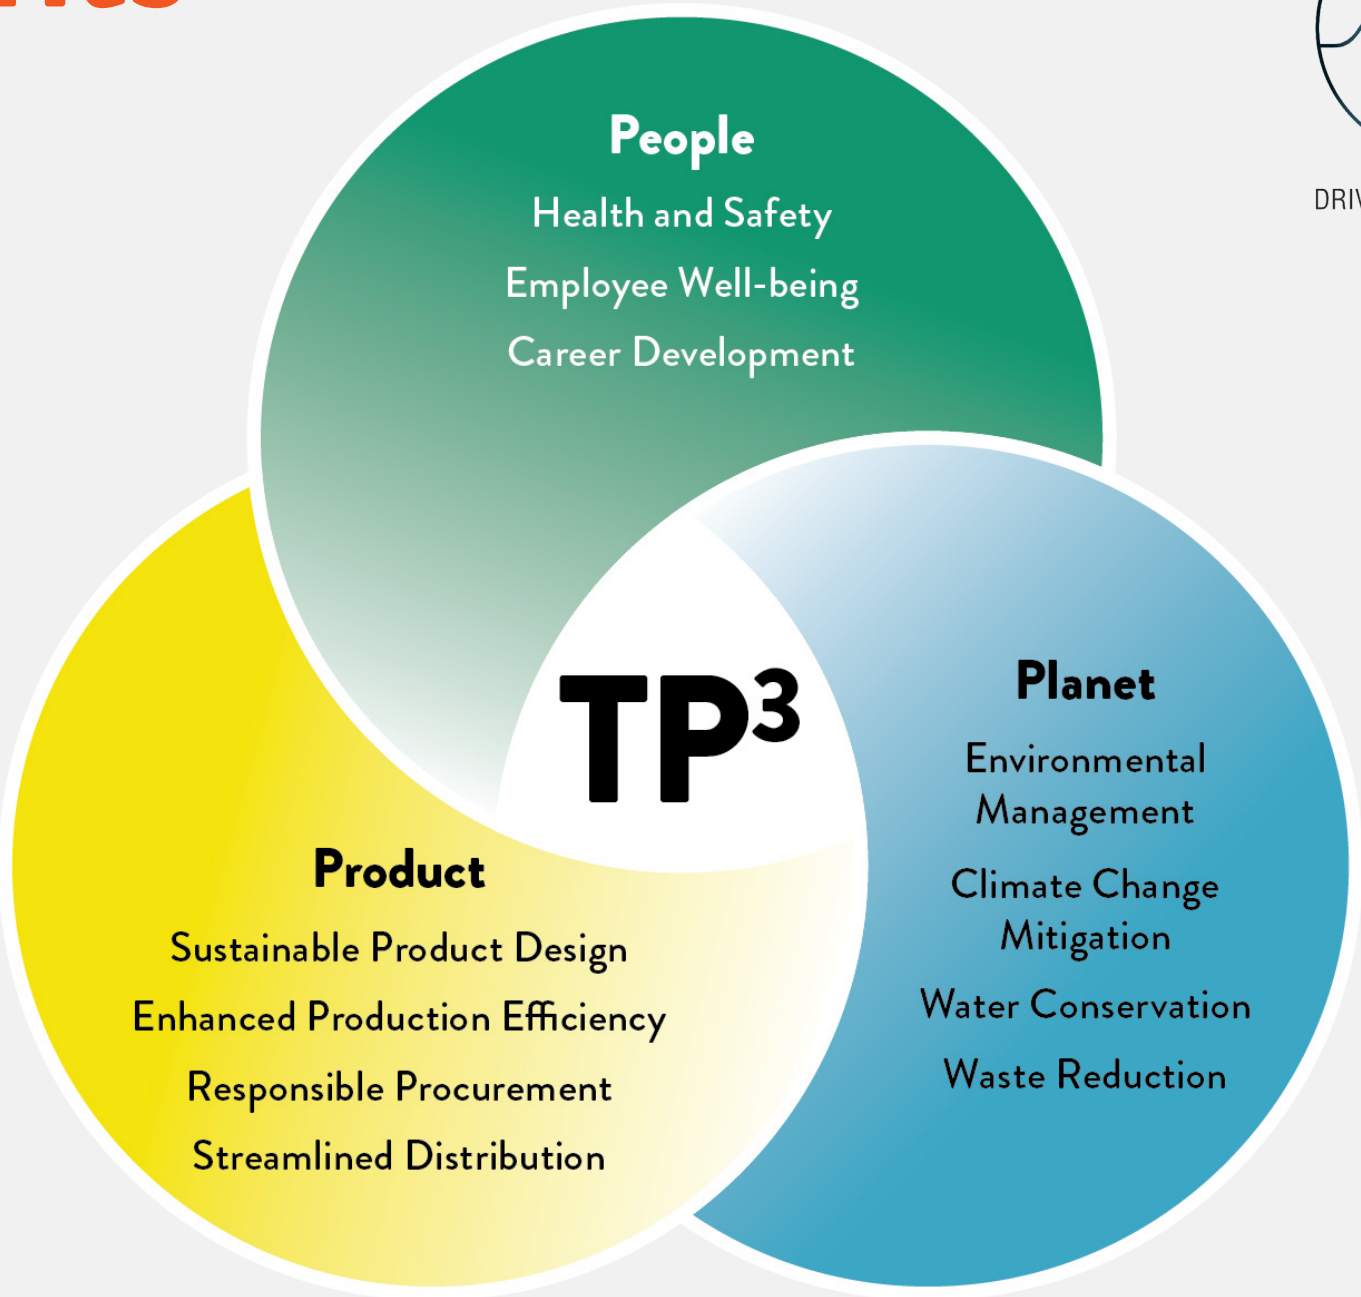 People
Health and Safety
Employee Well-being
Career Development
TP³
Planet
Environmental
Management
Climate Change
Mitigation
Water Conservation
Waste Reduction
Product
Sustainable Product Design
Enhanced Production Efficiency
Responsible Procurement
Streamlined Distribution